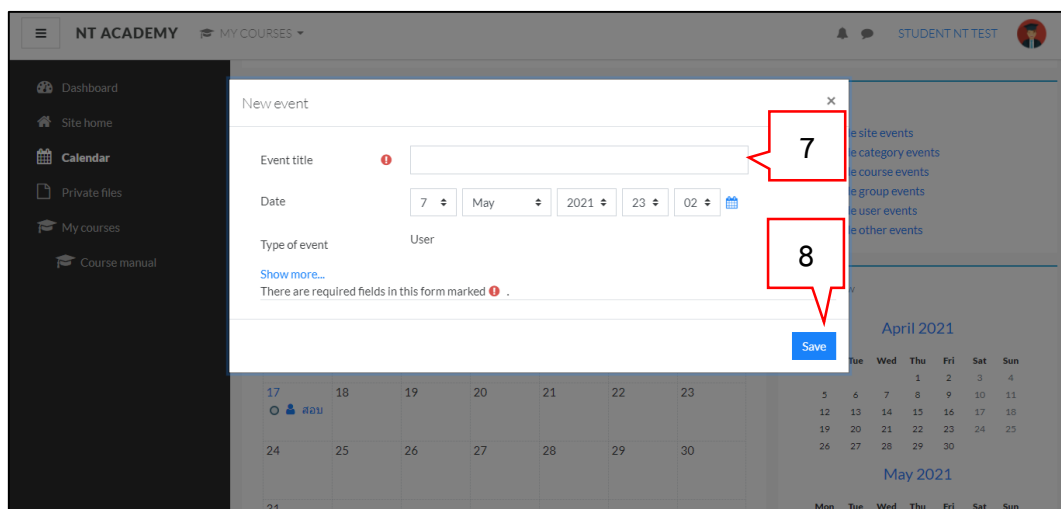 NT ACADEMY MY COURSES STUDENT NT TEST
Dashboard
Site home
Calendar
Private files
My courses
Course manual
New event ×
Event title
7
Date 7 May 2021 23 02
Type of event User
Show more...
There are required fields in this form marked .
8
Save
site events
category events
course events
group events
user events
other events
April 2021
Tue Wed Thu Fri Sat Sun
1 2 3 4
5 6 7 8 9 10 11
12 13 14 15 16 17 18
19 20 21 22 23 24 25
26 27 28 29 30
May 2021
Mon Tue Wed Thu Fri Sat Sun
17 18 19 20 21 22 23
สอบ
24 25 26 27 28 29 30
31